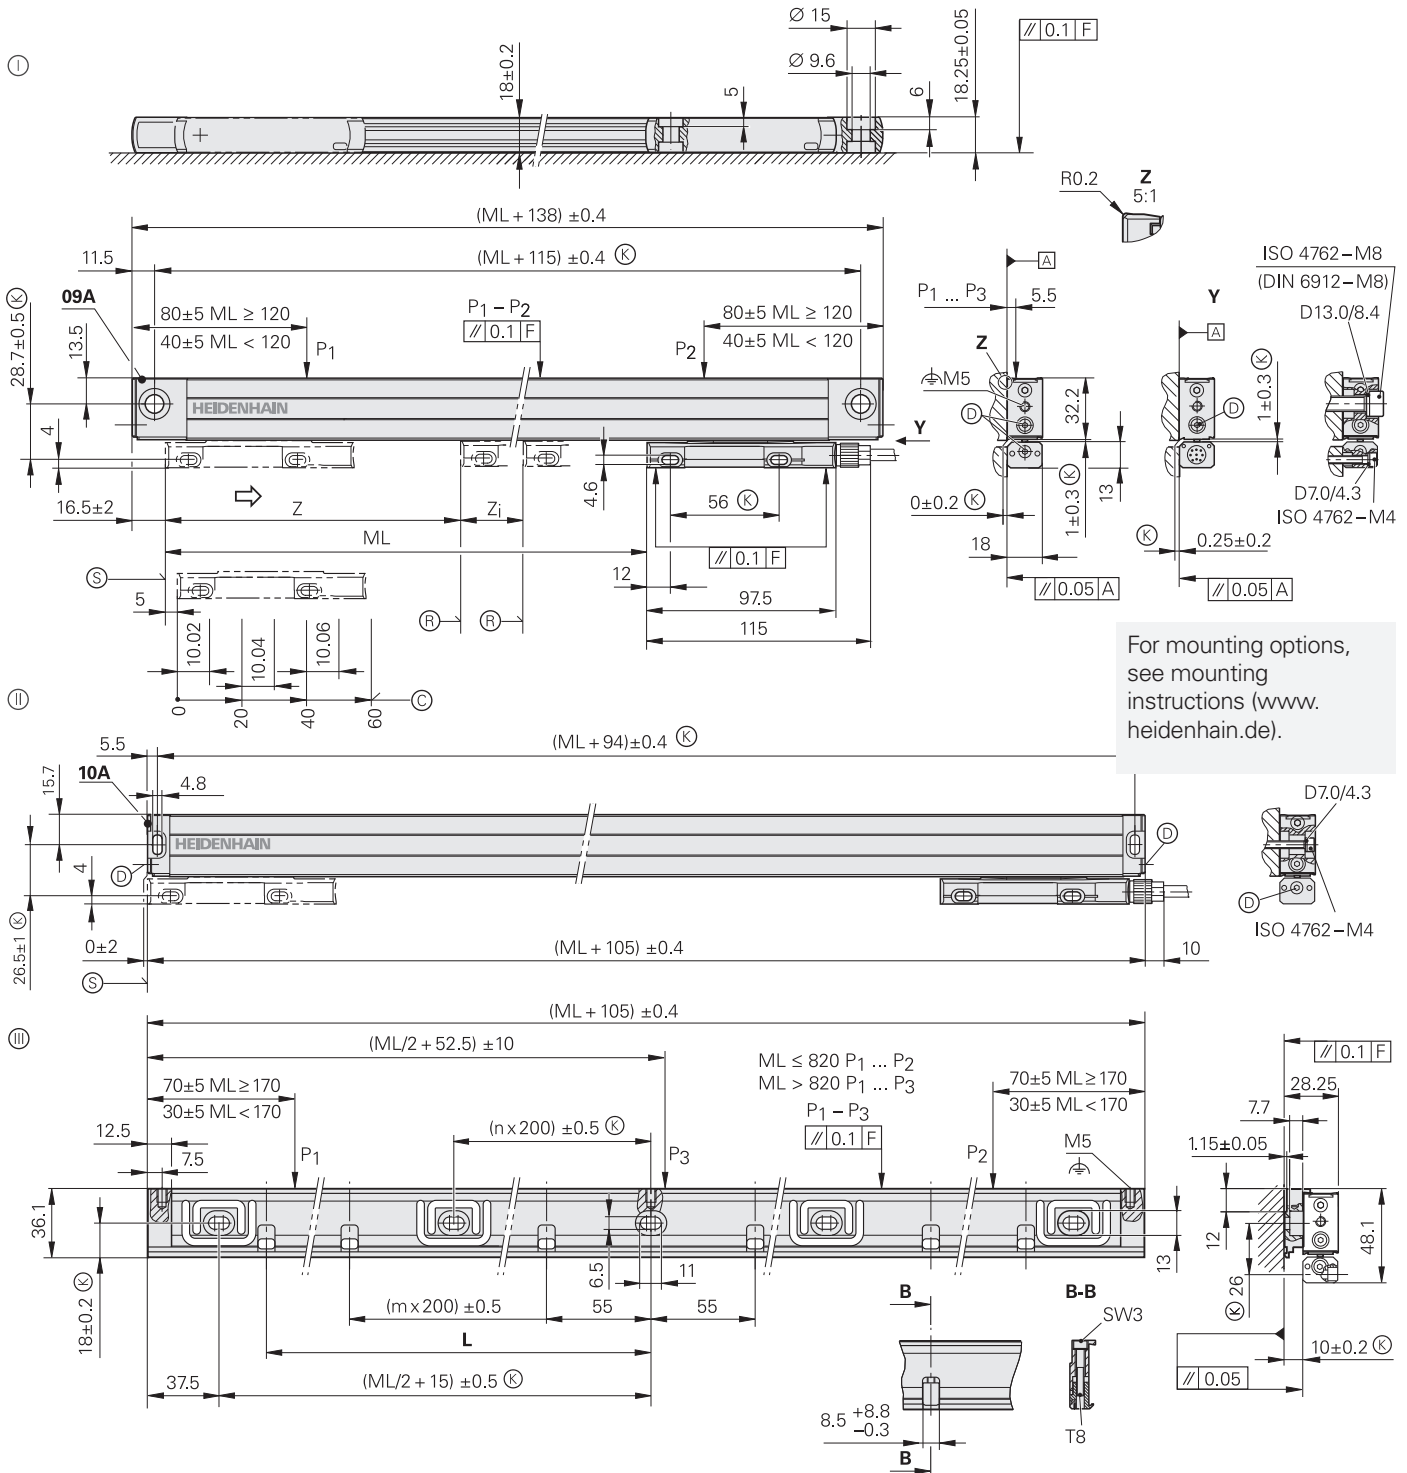 Ⓘ
18±0.2
Ø 15
Ø 9.6
5
6
18.25±0.05
// 0.1 F
R0.2
Z
5:1
(ML + 138) ±0.4
11.5
(ML + 115) ±0.4 Ⓚ
09A
28.7±0.5 Ⓚ
13.5
4
80±5 ML ≥ 120
40±5 ML < 120
P1
P1 – P2
// 0.1 F
P2
80±5 ML ≥ 120
40±5 ML < 120
HEIDENHAIN
Y
4.6
56 Ⓚ
// 0.1 F
16.5±2
Z
Zi
ML
Ⓢ
5
10.02
10.04
10.06
0
20
40
60
Ⓒ
Ⓡ
Ⓡ
12
97.5
115
A
P1 ... P3
5.5
Z
M5
Ⓓ
32.2
0±0.2 Ⓚ
1±0.3 Ⓚ
13
18
// 0.05 A
Y
A
1±0.3 Ⓚ
Ⓓ
Ⓚ
0.25±0.2
// 0.05 A
ISO 4762–M8
(DIN 6912–M8)
D13.0/8.4
D7.0/4.3
ISO 4762–M4
For mounting options,
see mounting
instructions (www.
heidenhain.de).
Ⓘ Ⓘ
5.5
(ML + 94)±0.4 Ⓚ
10A
15.7
4.8
HEIDENHAIN
Ⓓ
Ⓓ
4
26.5±1 Ⓚ
0±2
Ⓢ
(ML + 105) ±0.4
10
D7.0/4.3
Ⓓ
ISO 4762–M4
Ⓘ Ⓘ Ⓘ
(ML + 105) ±0.4
(ML/2 + 52.5) ±10
ML ≤ 820 P1 ... P2
ML > 820 P1 ... P3
70±5 ML ≥ 170
30±5 ML < 170
70±5 ML ≥ 170
30±5 ML < 170
P1 – P3
// 0.1 F
12.5
7.5
P1
(n x 200) ±0.5 Ⓚ
P3
P2
M5
36.1
18±0.2 Ⓚ
6.5
11
13
(m x 200) ±0.5
55
55
L
37.5
(ML/2 + 15) ±0.5 Ⓚ
B
B
8.5 +8.8 –0.3
B-B
SW3
T8
// 0.1 F
28.25
7.7
1.15±0.05
12
48.1
Ⓚ 26
10±0.2 Ⓚ
// 0.05